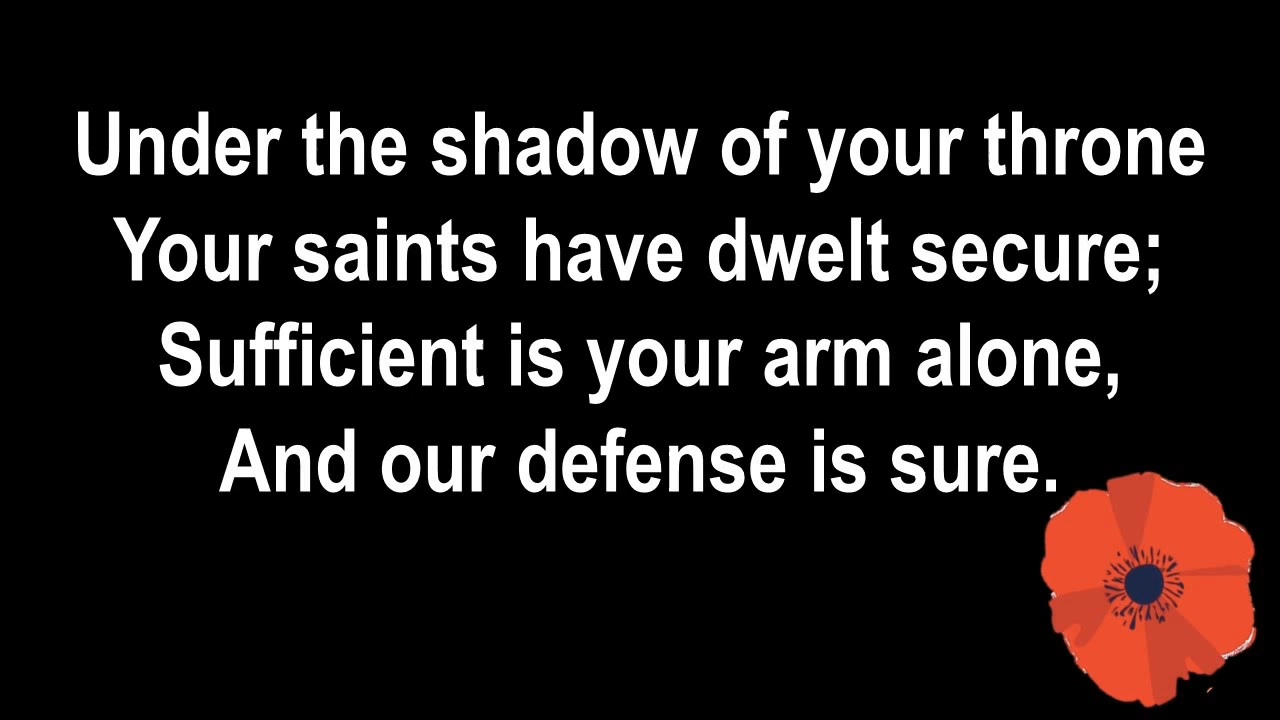 Under the shadow of your throne
Your saints have dwelt secure;
Sufficient is your arm alone,
And our defense is sure.